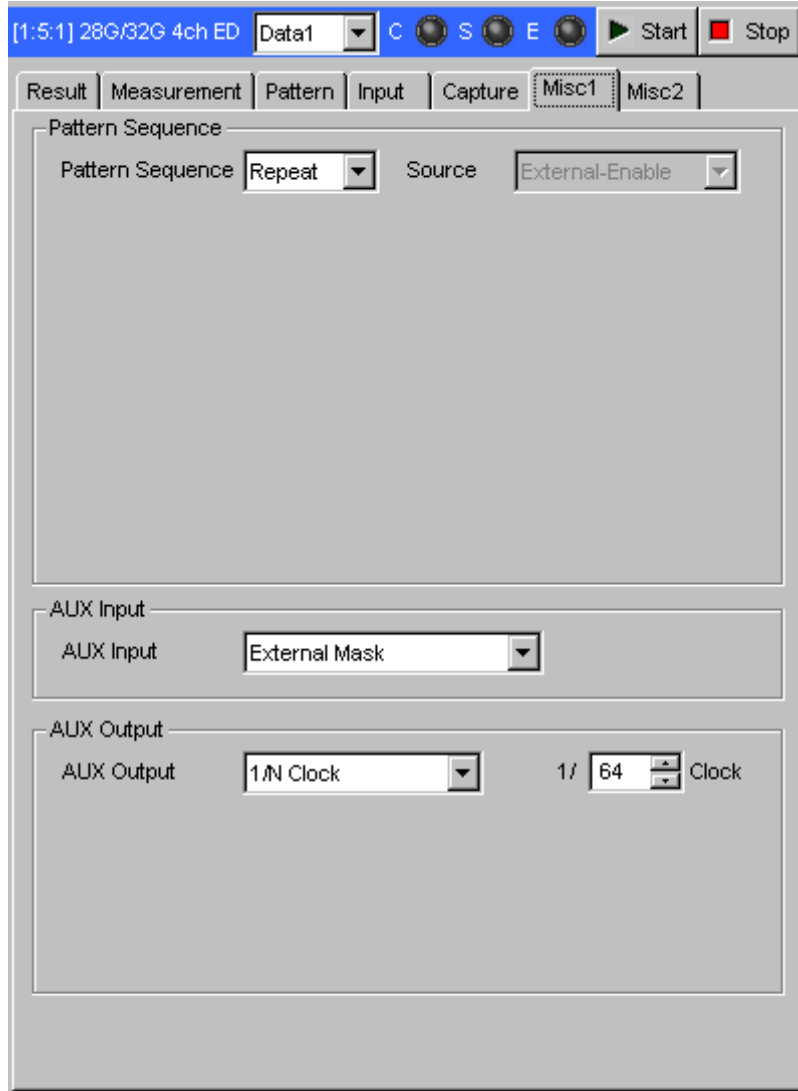 [1:5:1] 28G/32G 4ch ED Data1 C S E Start Stop
Result Measurement Pattern Input Capture Misc1 Misc2
Pattern Sequence
Pattern Sequence Repeat Source External-Enable
AUX Input
AUX Input External Mask
AUX Output
AUX Output 1/N Clock 1/ 64 Clock